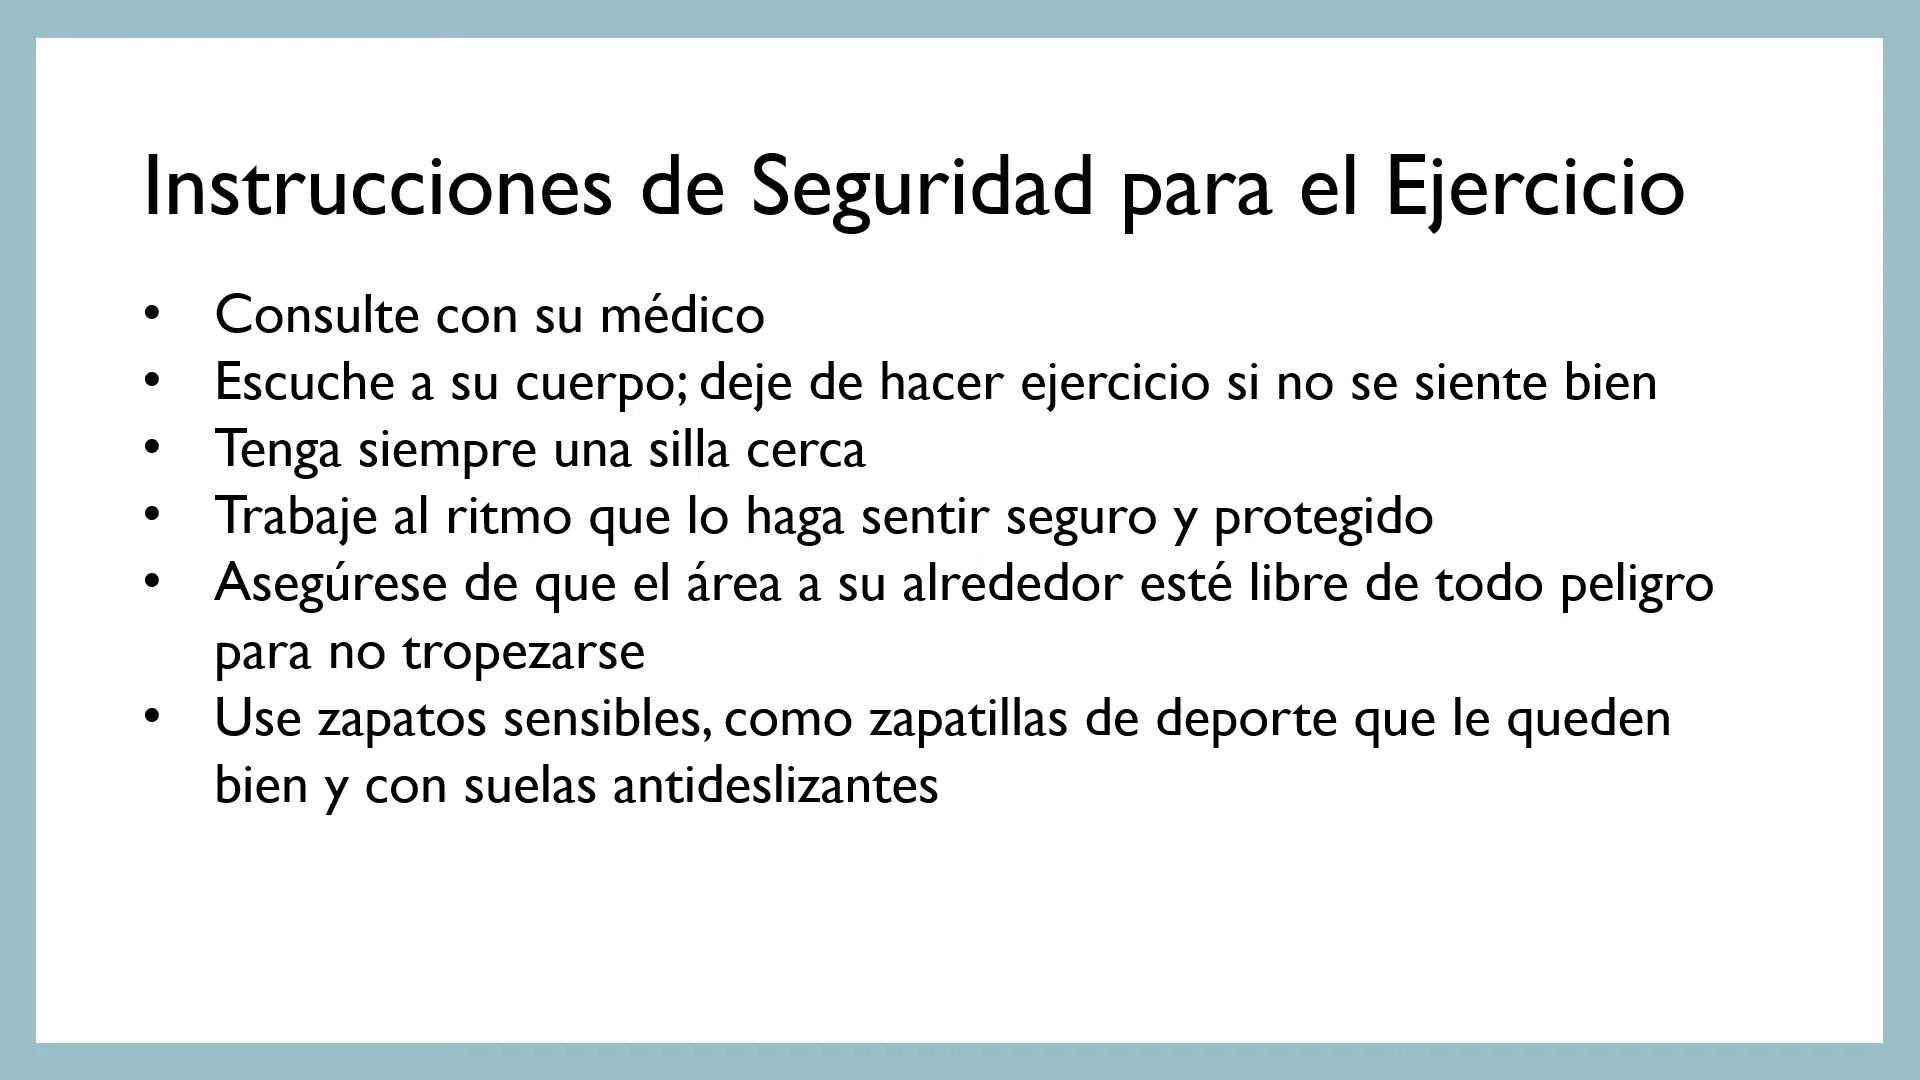 Instrucciones de Seguridad para el Ejercicio
• Consulte con su médico
• Escuche a su cuerpo; deje de hacer ejercicio si no se siente bien
• Tenga siempre una silla cerca
• Trabaje al ritmo que lo haga sentir seguro y protegido
• Asegúrese de que el área a su alrededor esté libre de todo peligro
para no tropezarse
• Use zapatos sensibles, como zapatillas de deporte que le queden
bien y con suelas antideslizantes